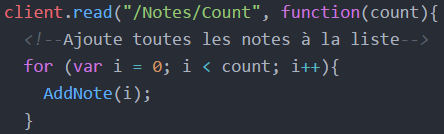 client.read("/Notes/Count", function(count){
<!--Ajoute toutes les notes à la liste-->
for (var i = 0; i < count; i++){
AddNote(i);
}